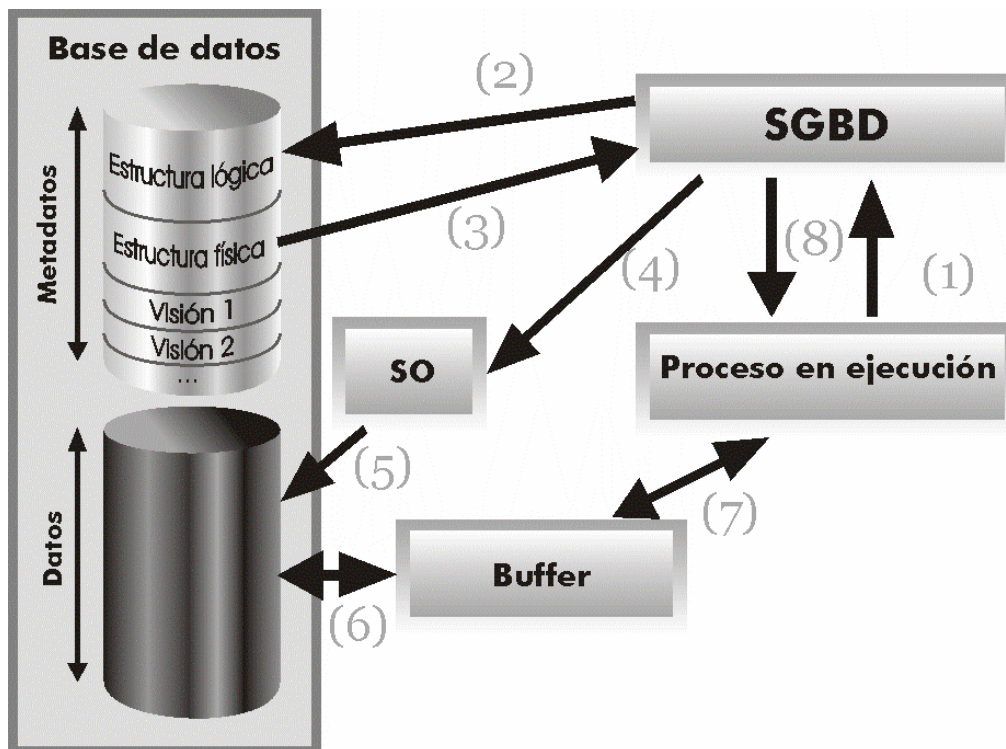 Base de datos
Metadatos
Estructura lógica
Estructura física
Visión 1
Visión 2
...
Datos
(2)
SGBD
(3)
(4)
(8)
(1)
SO
Proceso en ejecución
(5)
(7)
Buffer
(6)